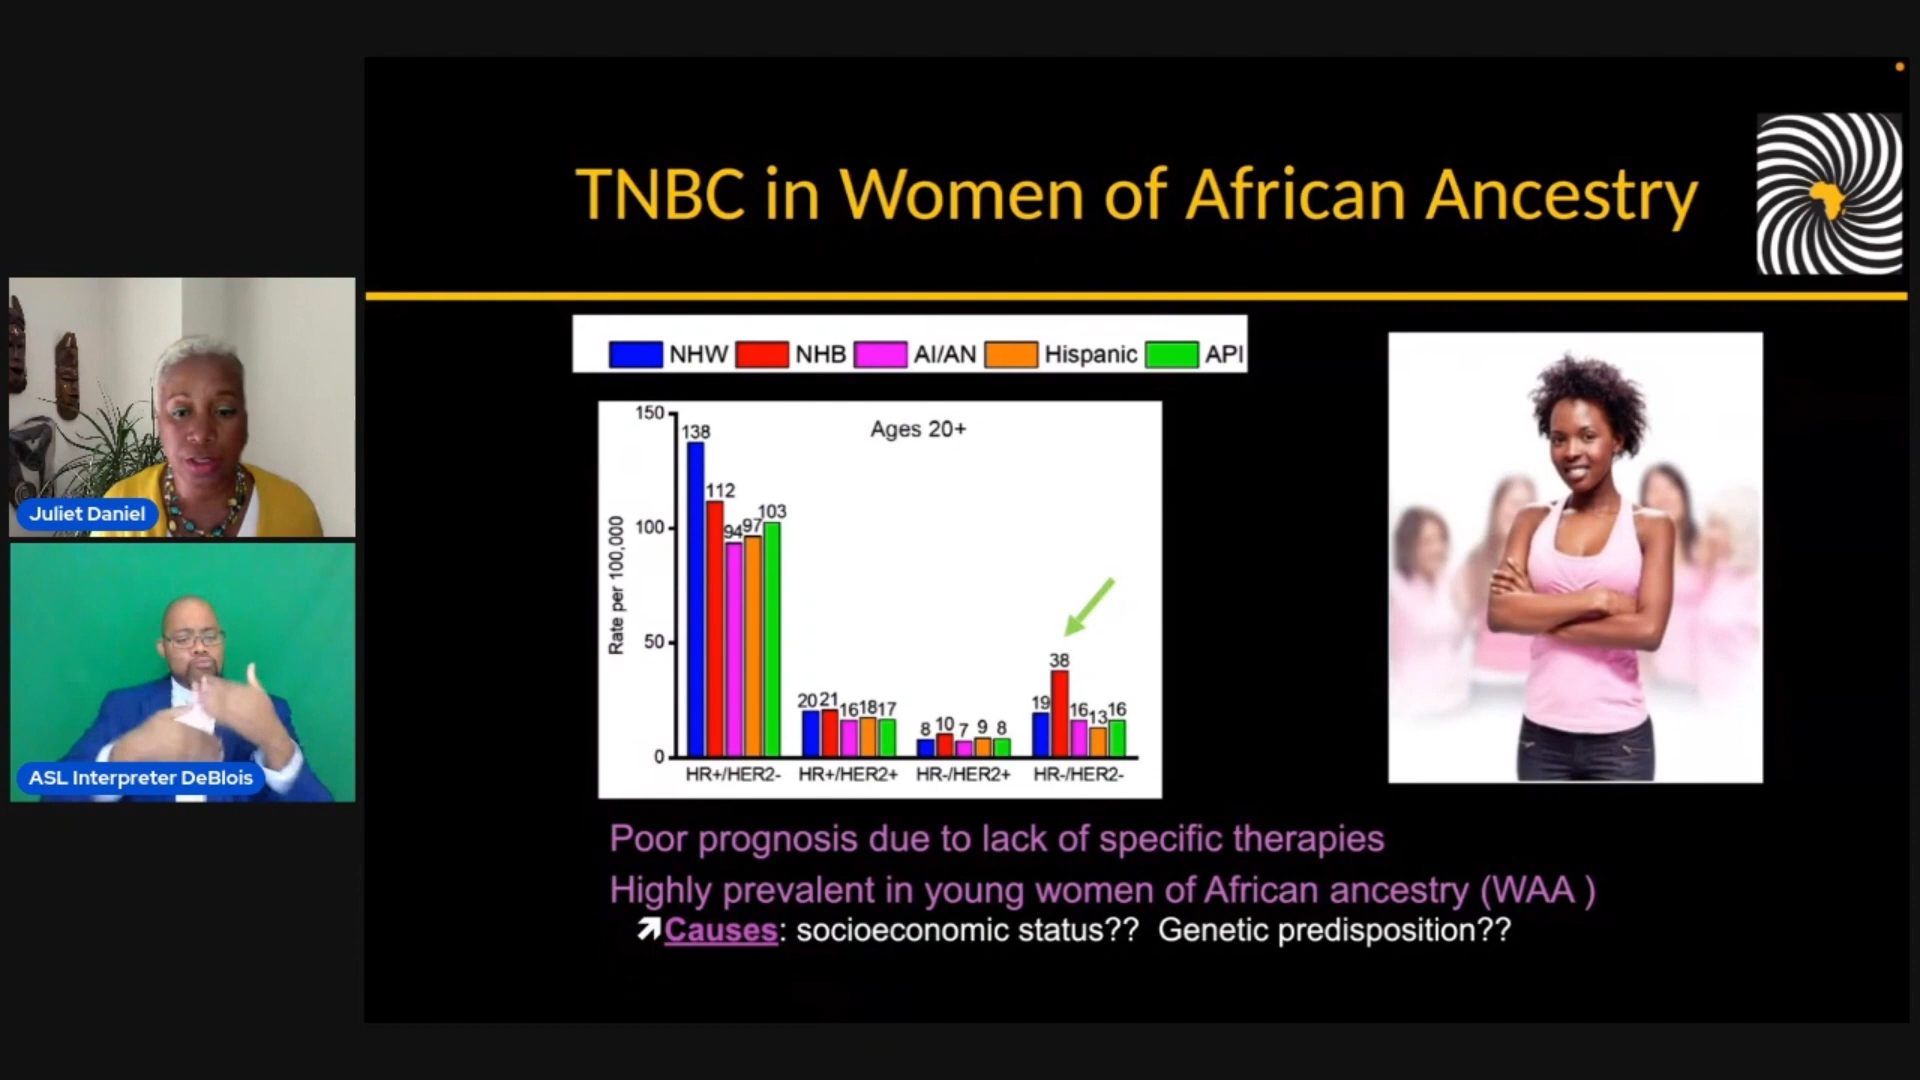 TNBC in Women of African Ancestry
NHW NHB AI/AN Hispanic API
Ages 20+
Rate per 100,000
150
100
50
0
138 112 94 97 103
20 21 16 18 17
8 10 7 9 8
19 38 16 13 16
HR+/HER2- HR+/HER2+ HR-/HER2+ HR-/HER2-
Poor prognosis due to lack of specific therapies
Highly prevalent in young women of African ancestry (WAA )
Causes: socioeconomic status?? Genetic predisposition??
Juliet Daniel
ASL Interpreter DeBlois